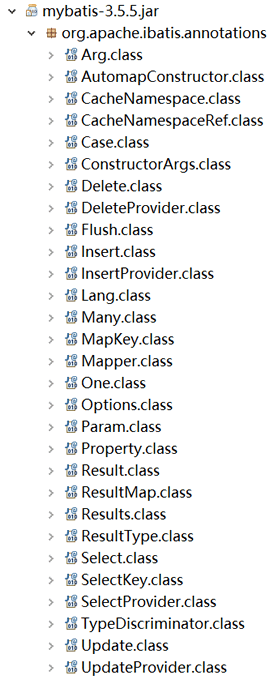 mybatis-3.5.5.jar
org.apache.ibatis.annotations
Arg.class
AutomapConstructor.class
CacheNamespace.class
CacheNamespaceRef.class
Case.class
ConstructorArgs.class
Delete.class
DeleteProvider.class
Flush.class
Insert.class
InsertProvider.class
Lang.class
Many.class
MapKey.class
Mapper.class
One.class
Options.class
Param.class
Property.class
Result.class
ResultMap.class
Results.class
ResultType.class
Select.class
SelectKey.class
SelectProvider.class
TypeDiscriminator.class
Update.class
UpdateProvider.class